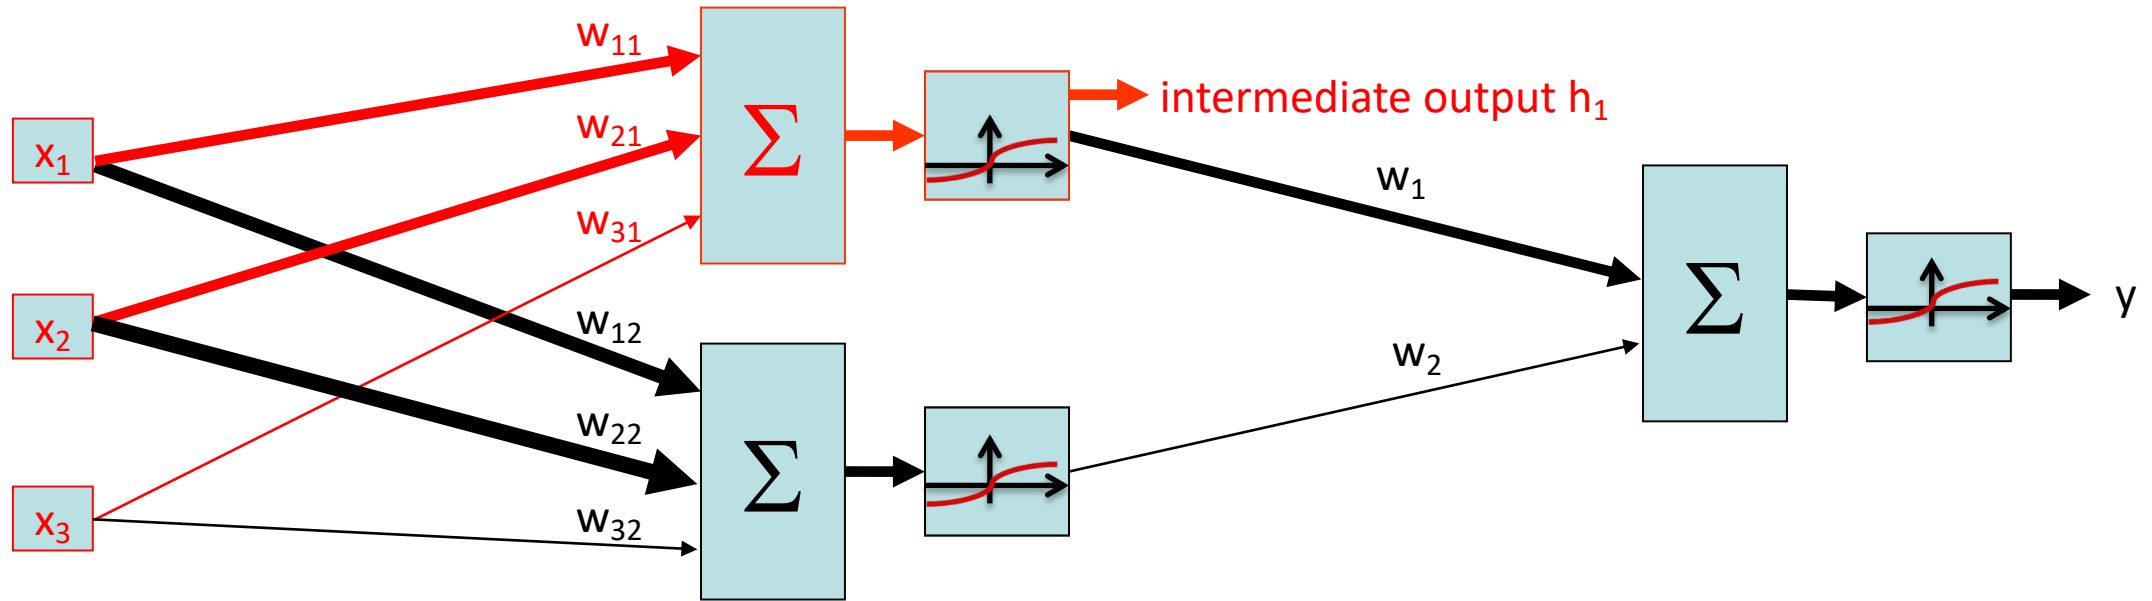 w₁₁
x₁
w₂₁
Σ
intermediate output h₁
w₃₁
w₁
x₂
w₁₂
Σ
y
w₂
w₂₂
Σ
x₃
w₃₂